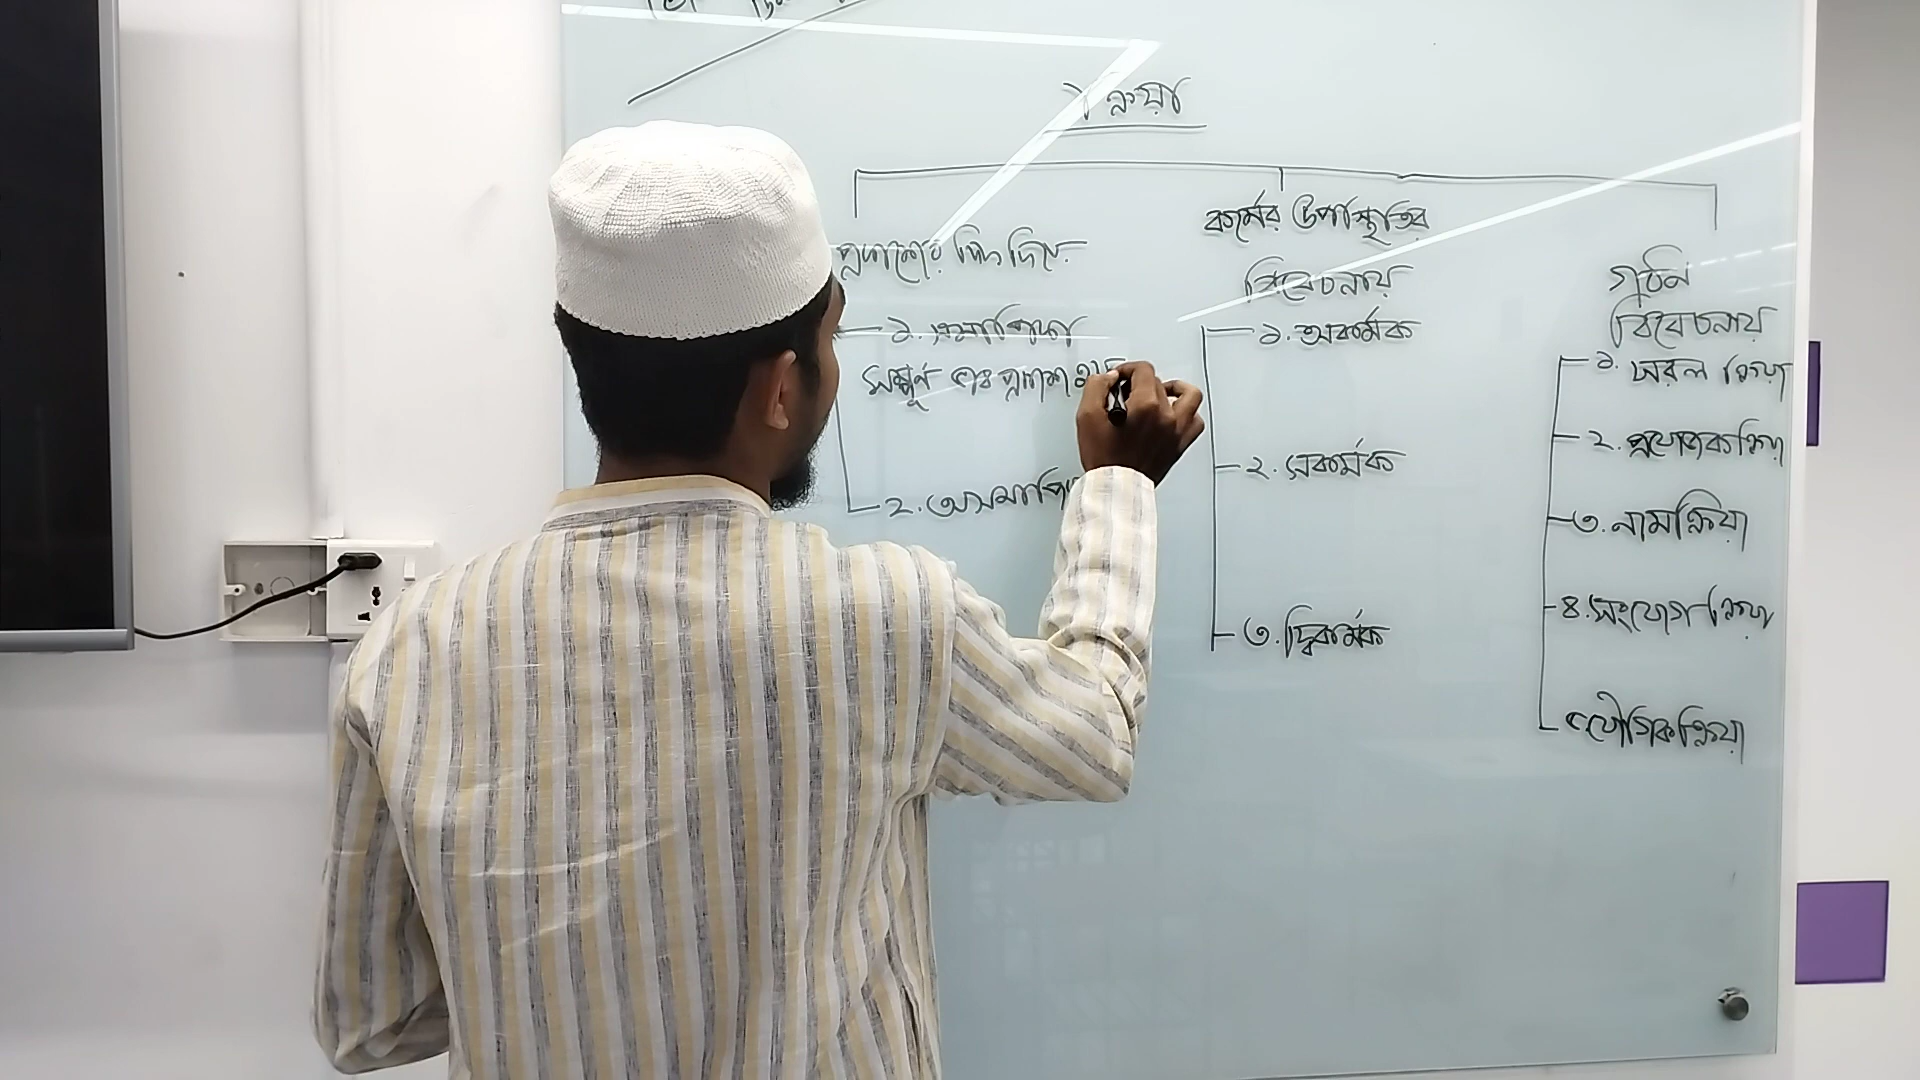 ক্রিয়া
প্রকাশের দিক দিয়ে
১. সমাপিকা
সম্পূর্ণ ভাব প্রকাশ
২. অসমাপি
কর্মের উপস্থিতির
বিবেচনায়
১. অকর্মক
২. সকর্মক
৩. দ্বিকর্মক
গঠন
বিবেচনায়
১. সরল ক্রিয়া
২. প্রযোজক ক্রিয়া
৩. নামক্রিয়া
৪. সংযোগ ক্রিয়া
৫ যৌগিক ক্রিয়া